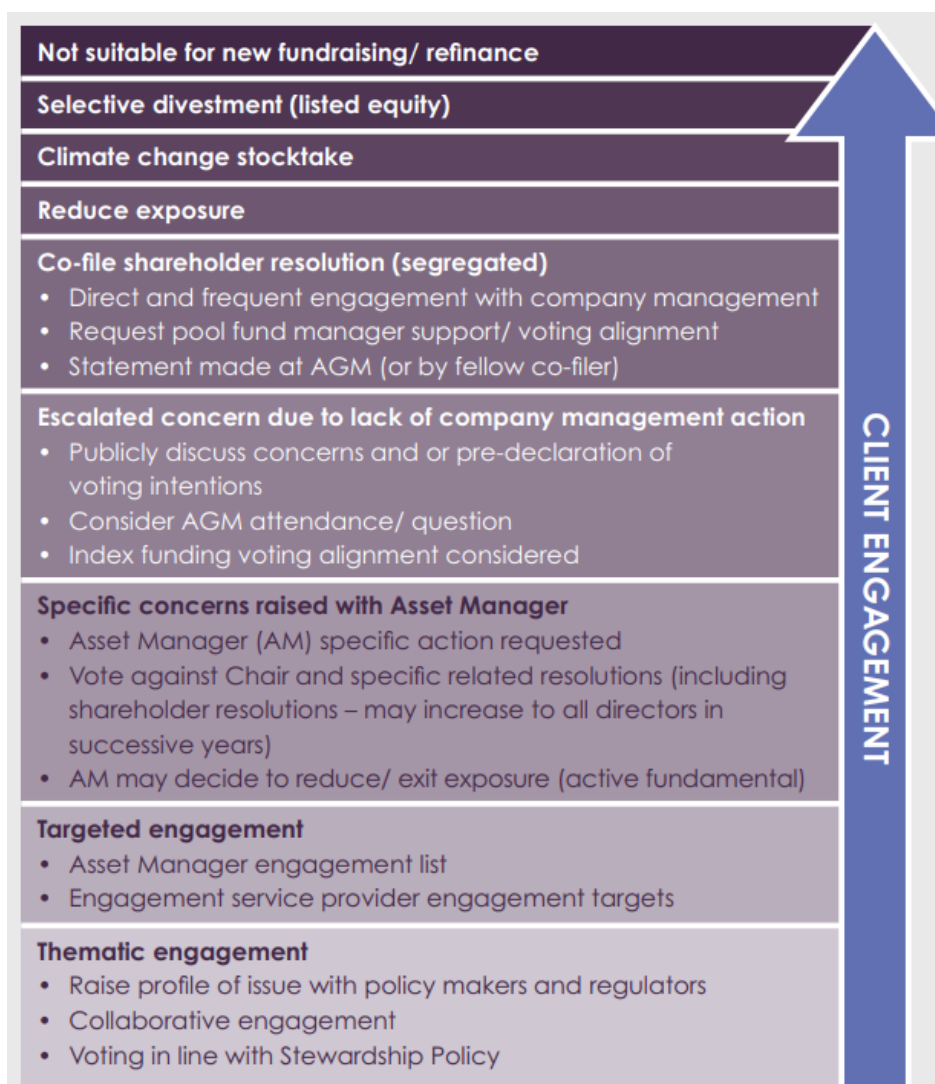 Not suitable for new fundraising/ refinance
Selective divestment (listed equity)
Climate change stocktake
Reduce exposure
Co-file shareholder resolution (segregated)
• Direct and frequent engagement with company management
• Request pool fund manager support/ voting alignment
• Statement made at AGM (or by fellow co-filer)
Escalated concern due to lack of company management action
• Publicly discuss concerns and or pre-declaration of
voting intentions
• Consider AGM attendance/ question
• Index funding voting alignment considered
Specific concerns raised with Asset Manager
• Asset Manager (AM) specific action requested
• Vote against Chair and specific related resolutions (including
shareholder resolutions – may increase to all directors in
successive years)
• AM may decide to reduce/ exit exposure (active fundamental)
Targeted engagement
• Asset Manager engagement list
• Engagement service provider engagement targets
Thematic engagement
• Raise profile of issue with policy makers and regulators
• Collaborative engagement
• Voting in line with Stewardship Policy
CLIENT ENGAGEMENT